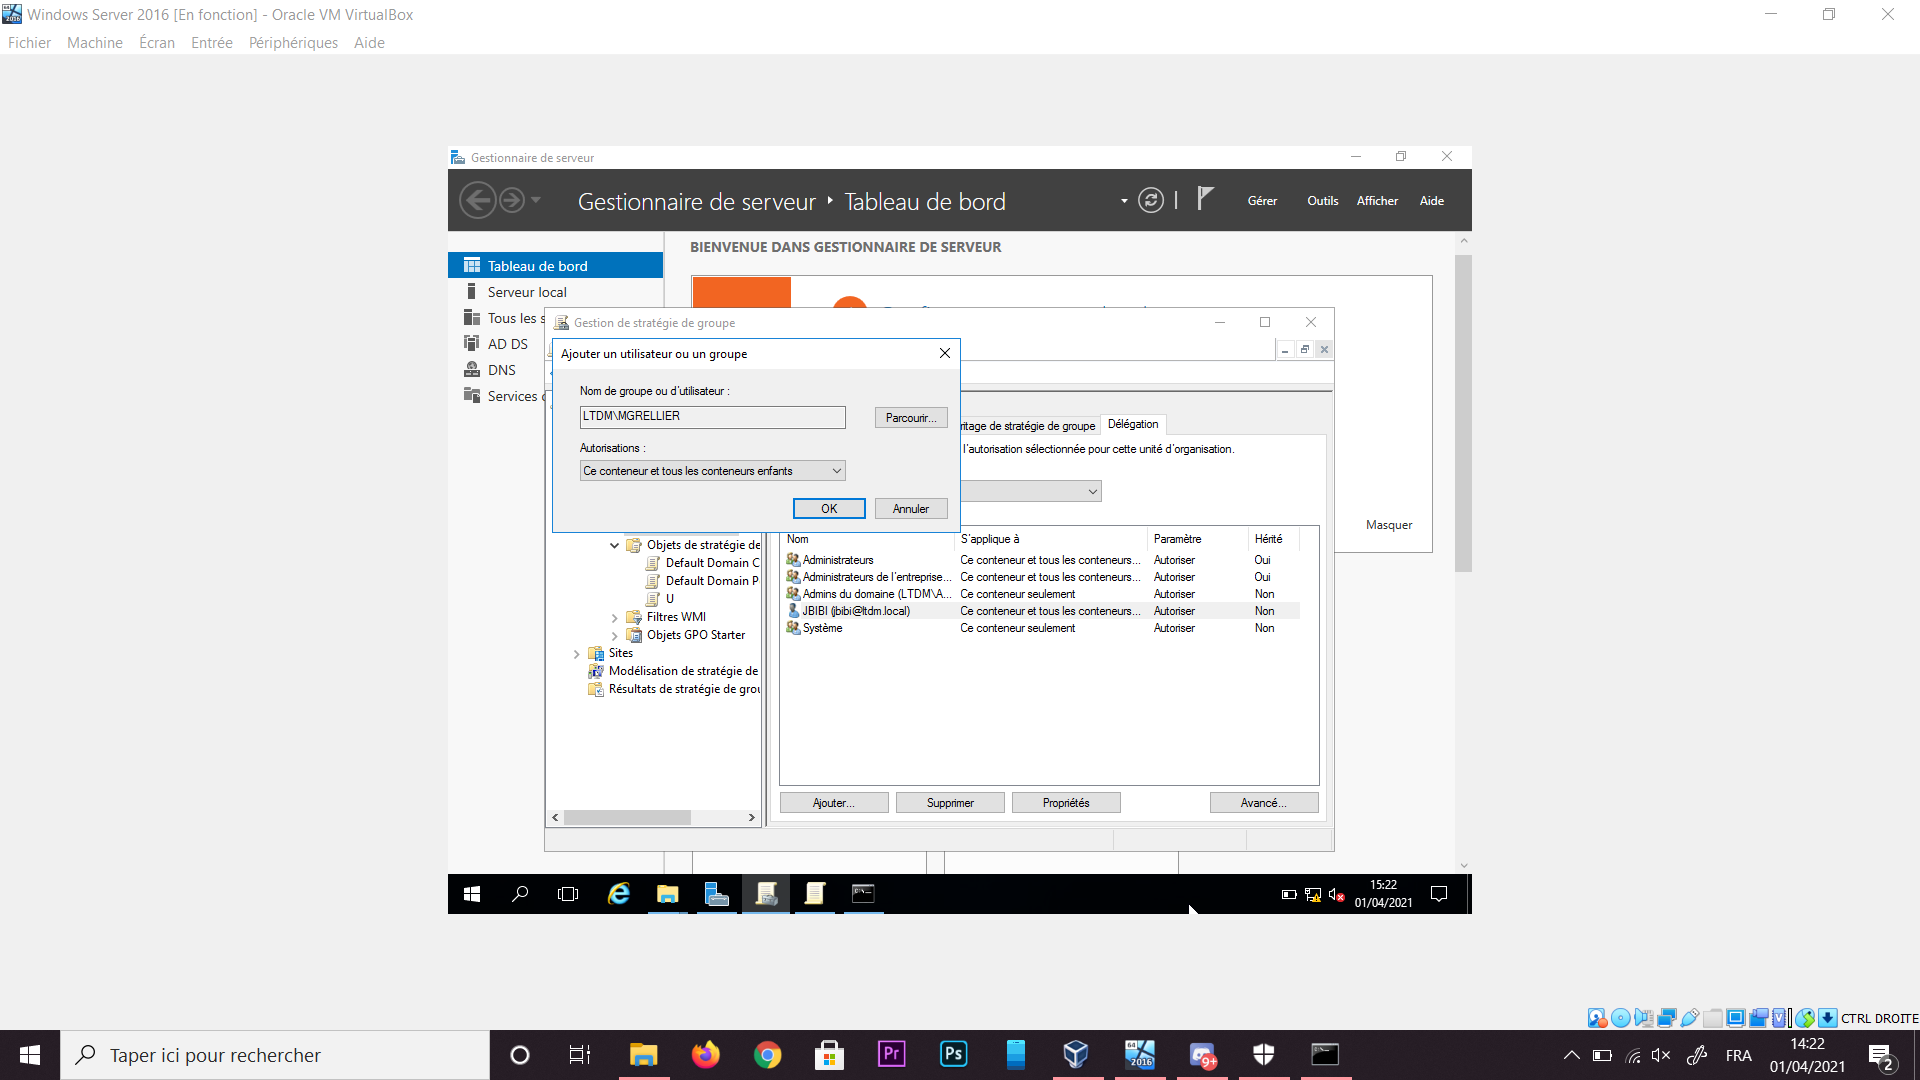 Windows Server 2016 [En fonction] - Oracle VM VirtualBox
Fichier Machine Écran Entrée Périphériques Aide
Gestionnaire de serveur
Gestionnaire de serveur ‣ Tableau de bord
Gérer Outils Afficher Aide
BIENVENUE DANS GESTIONNAIRE DE SERVEUR
Tableau de bord
Serveur local
Tous les s
AD DS
DNS
Services
Masquer
Gestion de stratégie de groupe
Ajouter un utilisateur ou un groupe
Nom de groupe ou d'utilisateur :
LTDM\MGRELLIER
Parcourir...
Autorisations :
Ce conteneur et tous les conteneurs enfants
OK Annuler
ritage de stratégie de groupe Délégation
l'autorisation sélectionnée pour cette unité d'organisation.
Objets de stratégie de
Default Domain C
Default Domain P
U
Filtres WMI
Objets GPO Starter
Sites
Modélisation de stratégie de
Résultats de stratégie de grou
Nom S'applique à Paramètre Hérité
Administrateurs Ce conteneur et tous les conteneurs... Autoriser Oui
Administrateurs de l'entreprise... Ce conteneur et tous les conteneurs... Autoriser Oui
Admins du domaine (LTDM\A... Ce conteneur seulement Autoriser Non
JBIBI (jbibi@ltdm.local) Ce conteneur et tous les conteneurs... Autoriser Non
Système Ce conteneur seulement Autoriser Non
Ajouter... Supprimer Propriétés Avancé...
15:22
01/04/2021
CTRL DROITE
Taper ici pour rechercher
Pr
Ps
64
2016
9+
FRA
14:22
01/04/2021
2